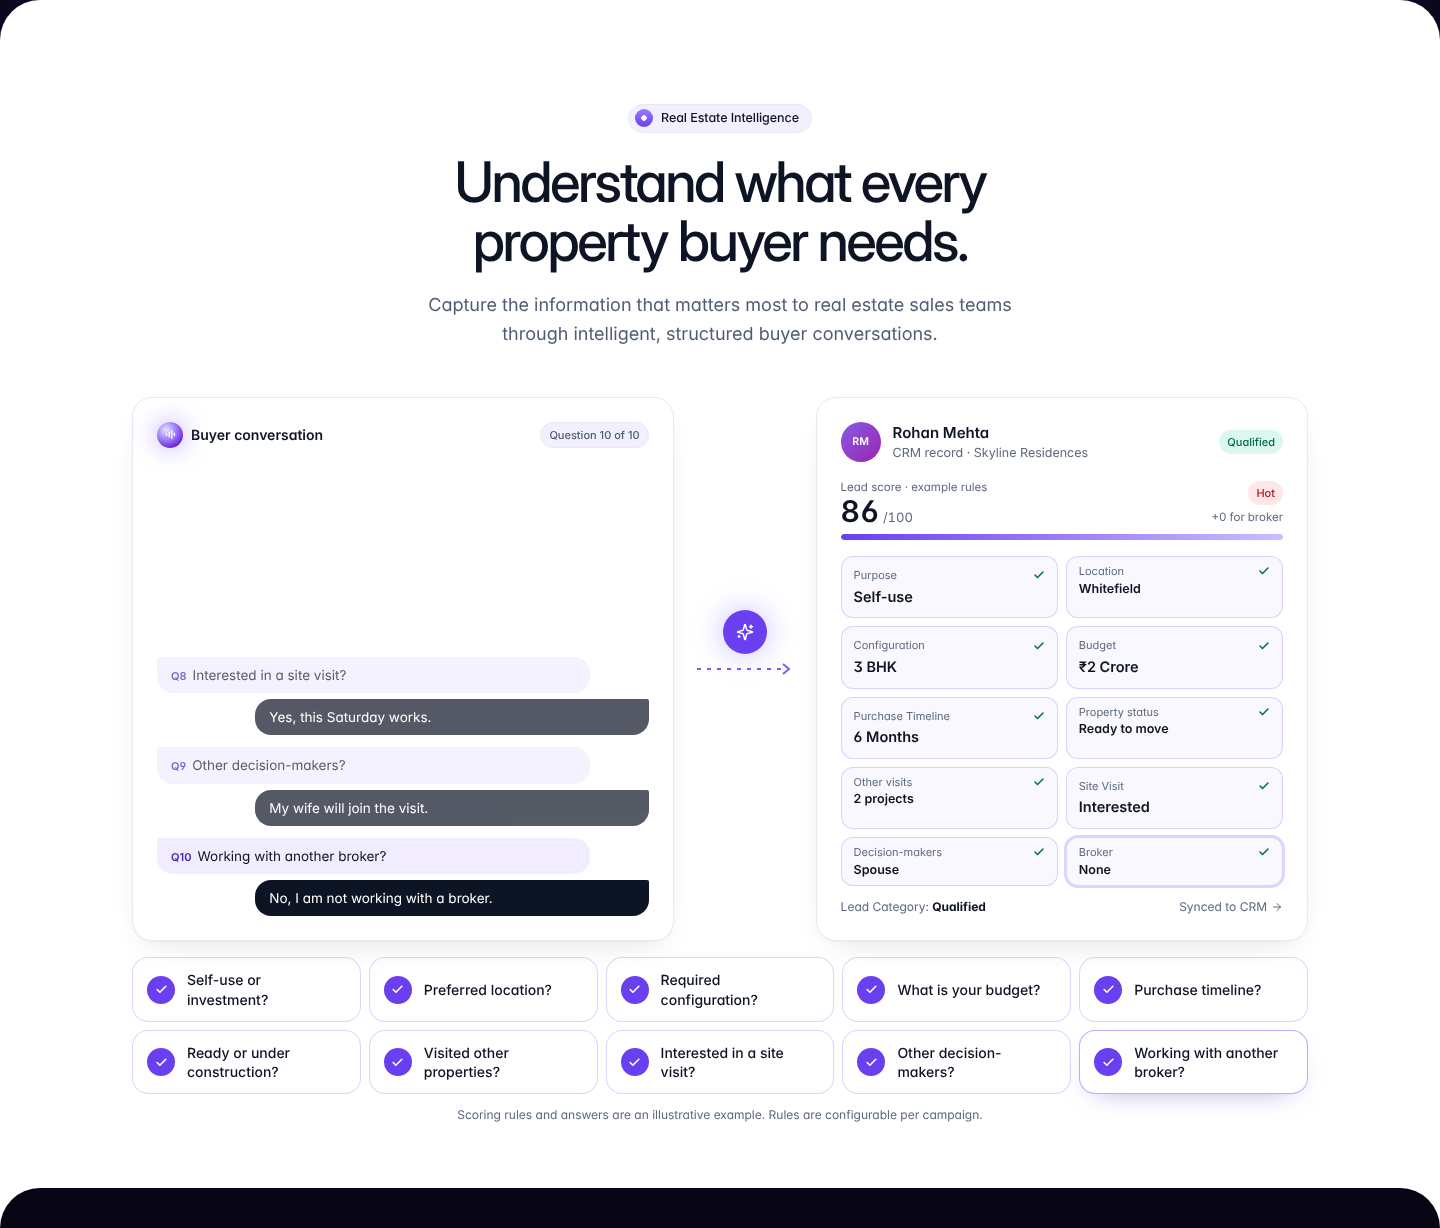 Real Estate Intelligence
Understand what every
property buyer needs.
Capture the information that matters most to real estate sales teams
through intelligent, structured buyer conversations.
Buyer conversation
Question 10 of 10
Q8 Interested in a site visit?
Yes, this Saturday works.
Q9 Other decision-makers?
My wife will join the visit.
Q10 Working with another broker?
No, I am not working with a broker.
RM
Rohan Mehta
CRM record · Skyline Residences
Qualified
Lead score · example rules
Hot
86 /100
+0 for broker
Purpose
Self-use
Location
Whitefield
Configuration
3 BHK
Budget
₹2 Crore
Purchase Timeline
6 Months
Property status
Ready to move
Other visits
2 projects
Site Visit
Interested
Decision-makers
Spouse
Broker
None
Lead Category: Qualified
Synced to CRM →
Self-use or
investment?
Preferred location?
Required
configuration?
What is your budget?
Purchase timeline?
Ready or under
construction?
Visited other
properties?
Interested in a site
visit?
Other decision-
makers?
Working with another
broker?
Scoring rules and answers are an illustrative example. Rules are configurable per campaign.